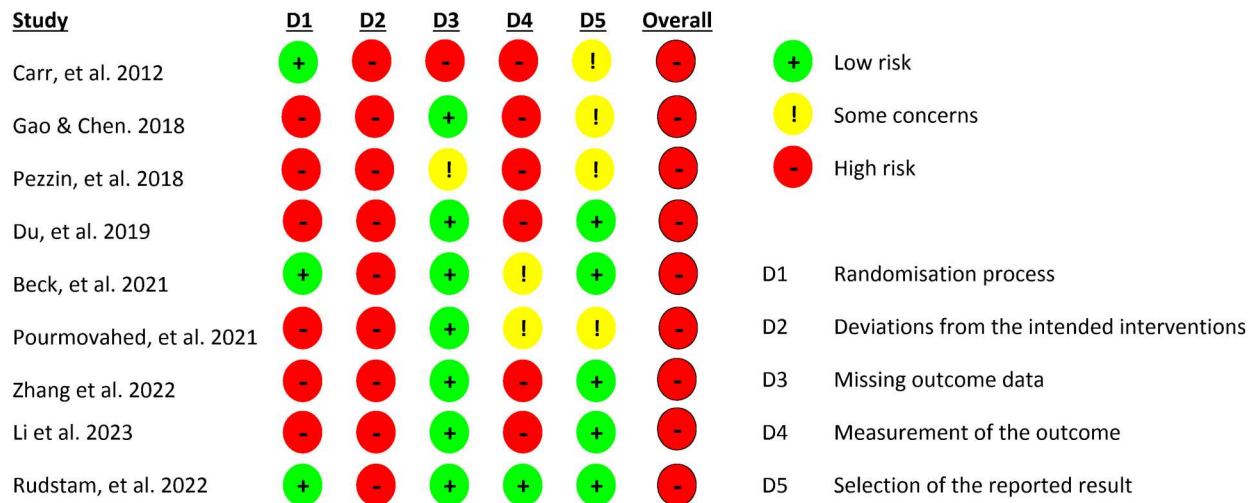 Study D1 D2 D3 D4 D5 Overall
Carr, et al. 2012 + - - - ! -
Gao & Chen. 2018 - - + - ! -
Pezzin, et al. 2018 - - ! - ! -
Du, et al. 2019 - - + - + -
Beck, et al. 2021 + - + ! + -
Pourmovahed, et al. 2021 - - + ! ! -
Zhang et al. 2022 - - + - + -
Li et al. 2023 - - + - + -
Rudstam, et al. 2022 + - + + + -
+ Low risk
! Some concerns
- High risk
D1 Randomisation process
D2 Deviations from the intended interventions
D3 Missing outcome data
D4 Measurement of the outcome
D5 Selection of the reported result